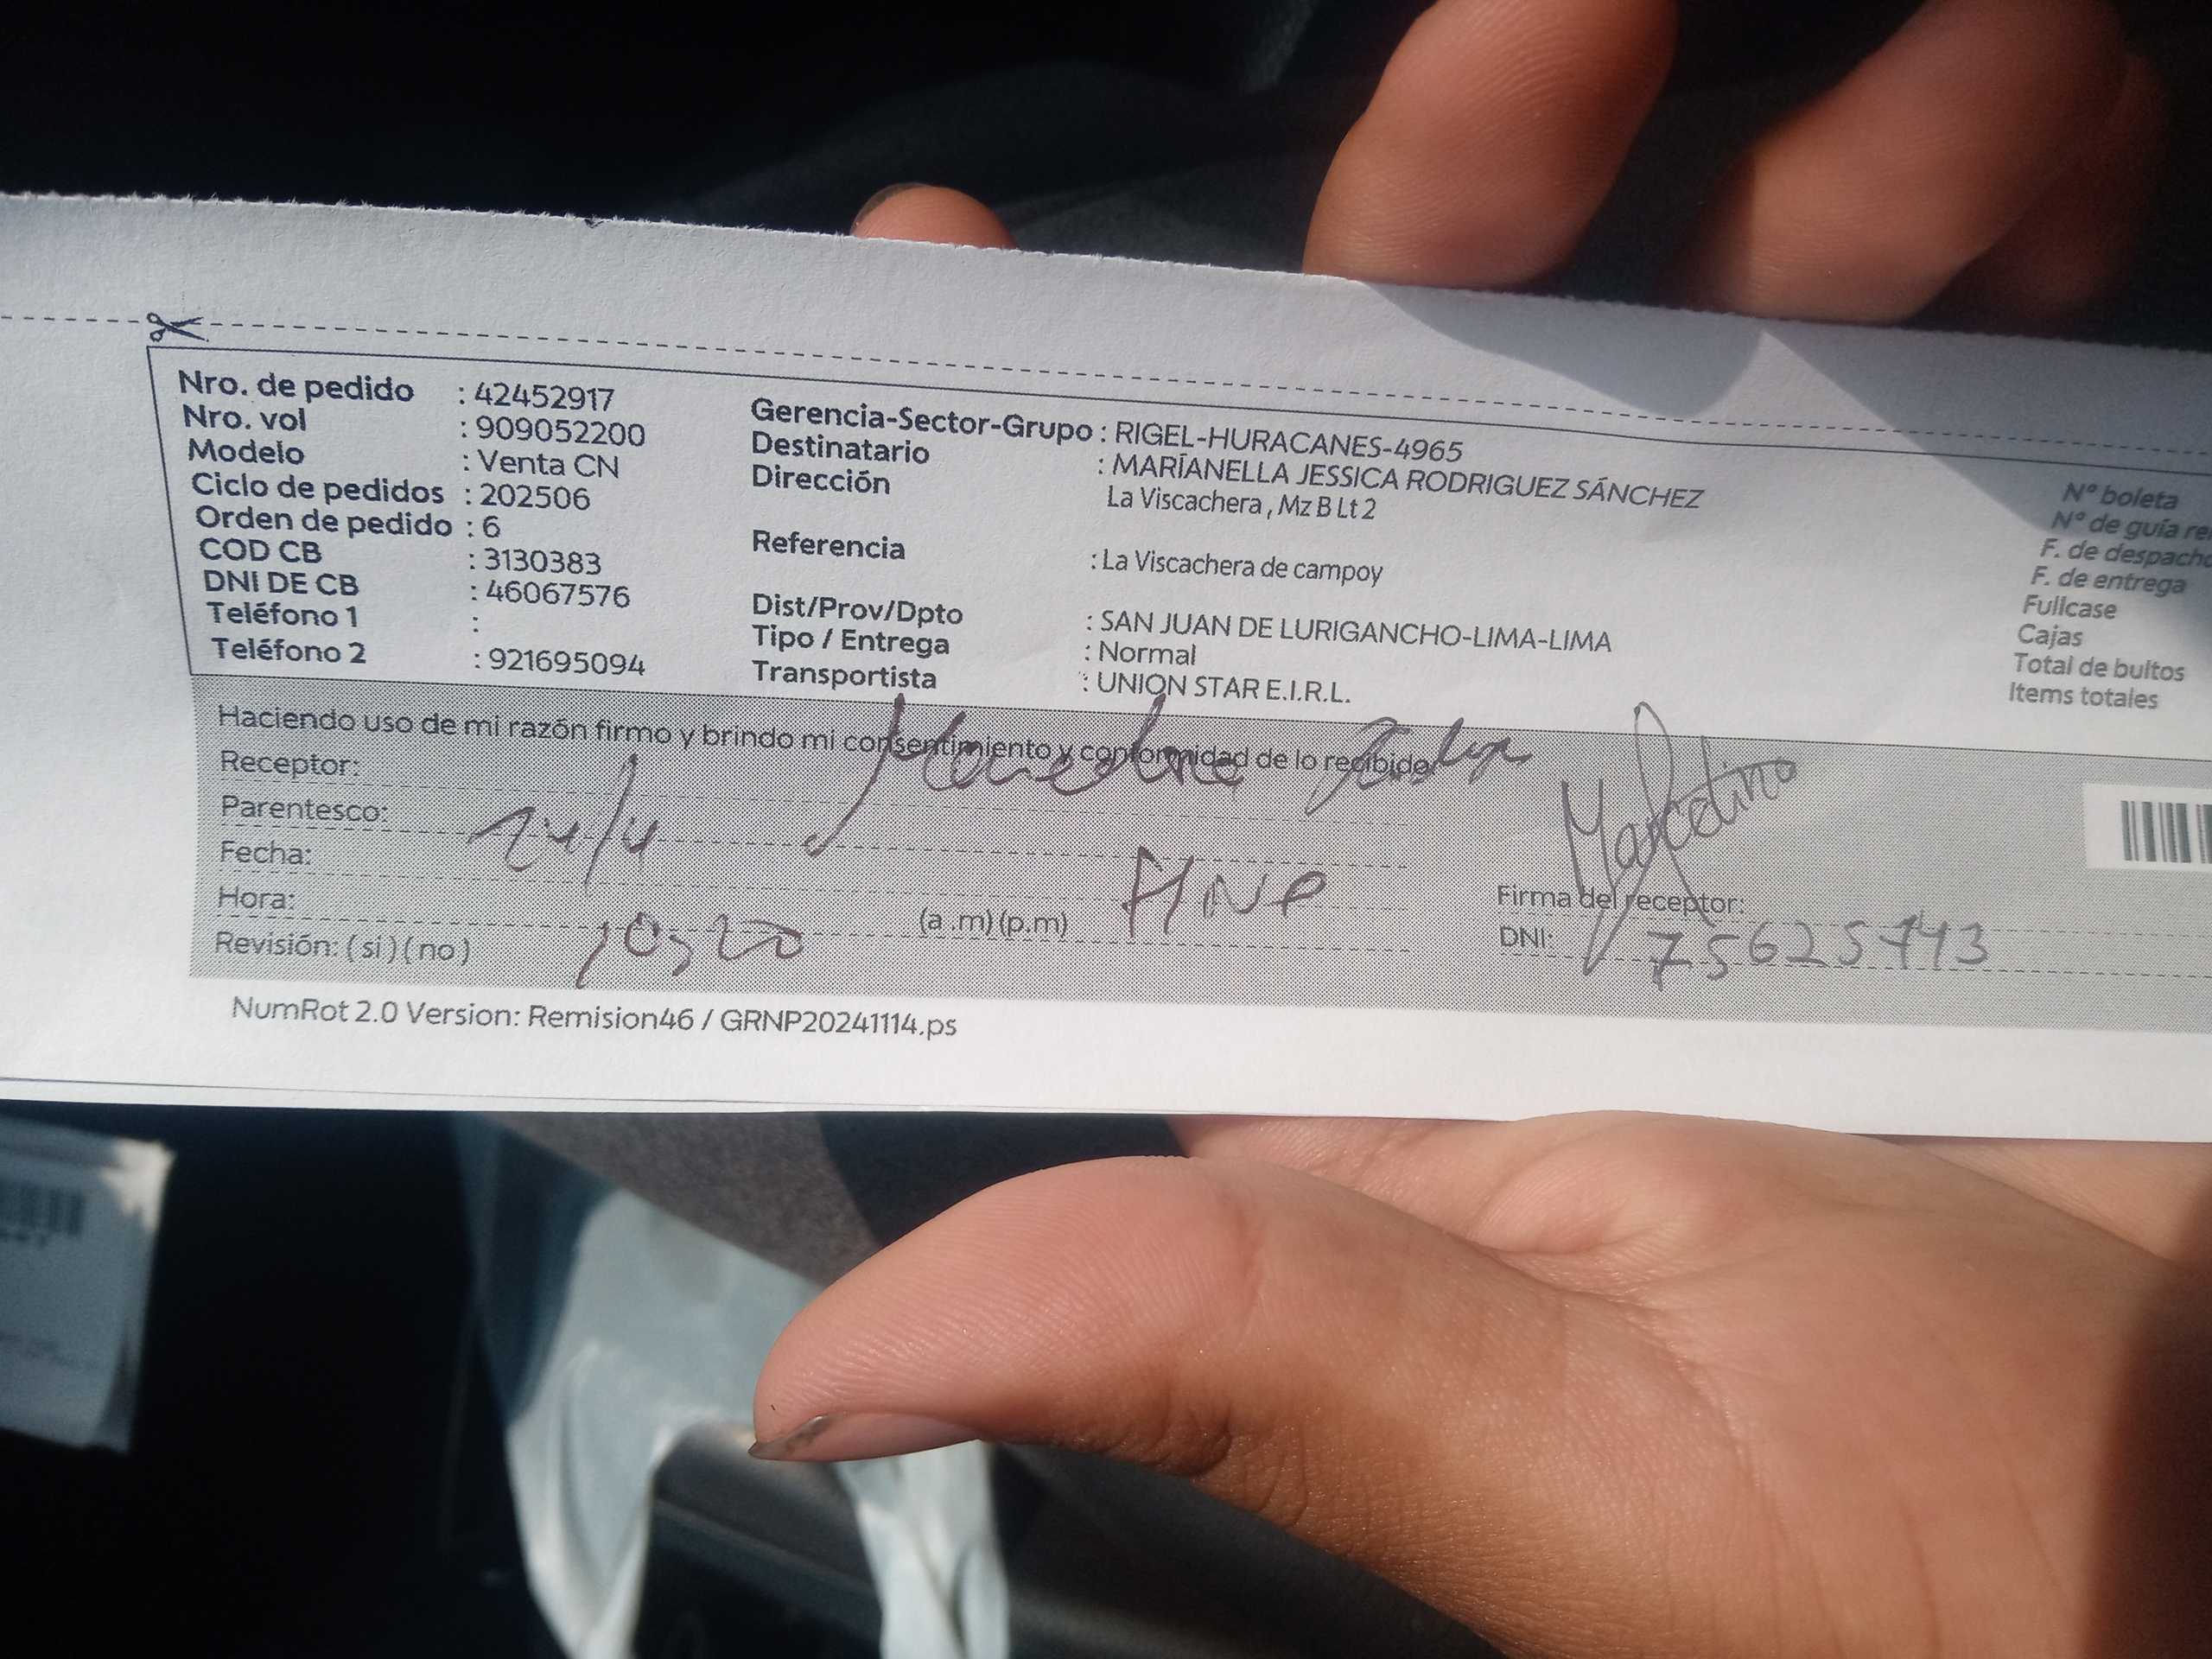 Nro. de pedido : 42452917
Nro. vol : 909052200
Modelo : Venta CN
Ciclo de pedidos : 202506
Orden de pedido : 6
COD CB : 3130383
DNI DE CB : 46067576
Teléfono 1 :
Teléfono 2 : 921695094
Gerencia-Sector-Grupo : RIGEL-HURACANES-4965
Destinatario : MARÍANELLA JESSICA RODRIGUEZ SÁNCHEZ
Dirección La Viscachera , Mz B Lt 2
Referencia : La Viscachera de campoy
Dist/Prov/Dpto : SAN JUAN DE LURIGANCHO-LIMA-LIMA
Tipo / Entrega : Normal
Transportista : UNION STAR E.I.R.L.
N° boleta
N° de guía
F. de despacho
F. de entrega
Fullcase
Cajas
Total de bultos
Items totales
Haciendo uso de mi razón firmo y brindo mi consentimiento y conformidad de lo recibido
Receptor:
Parentesco:
Fecha: 24/4
Hora: (a .m) (p.m)
Revisión: ( si ) ( no ) 10:20
Marcelino
Firma del receptor:
DNI: 75625743
NumRot 2.0 Version: Remision46 / GRNP20241114.ps